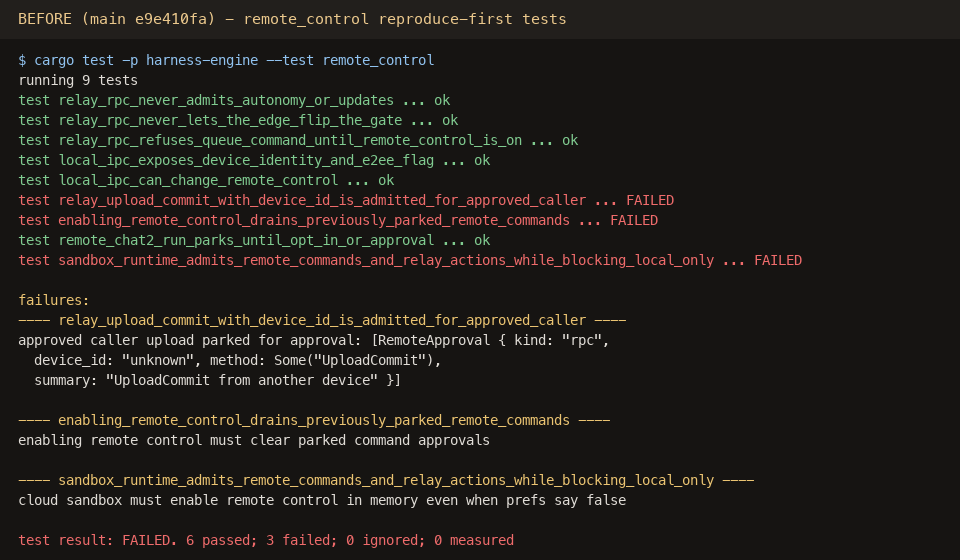 BEFORE (main e9e410fa) — remote_control reproduce-first tests
$ cargo test -p harness-engine --test remote_control
running 9 tests
test relay_rpc_never_admits_autonomy_or_updates ... ok
test relay_rpc_never_lets_the_edge_flip_the_gate ... ok
test relay_rpc_refuses_queue_command_until_remote_control_is_on ... ok
test local_ipc_exposes_device_identity_and_e2ee_flag ... ok
test local_ipc_can_change_remote_control ... ok
test relay_upload_commit_with_device_id_is_admitted_for_approved_caller ... FAILED
test enabling_remote_control_drains_previously_parked_remote_commands ... FAILED
test remote_chat2_run_parks_until_opt_in_or_approval ... ok
test sandbox_runtime_admits_remote_commands_and_relay_actions_while_blocking_local_only ... FAILED
failures:
---- relay_upload_commit_with_device_id_is_admitted_for_approved_caller ----
approved caller upload parked for approval: [RemoteApproval { kind: "rpc",
  device_id: "unknown", method: Some("UploadCommit"),
  summary: "UploadCommit from another device" }]
---- enabling_remote_control_drains_previously_parked_remote_commands ----
enabling remote control must clear parked command approvals
---- sandbox_runtime_admits_remote_commands_and_relay_actions_while_blocking_local_only ----
cloud sandbox must enable remote control in memory even when prefs say false
test result: FAILED. 6 passed; 3 failed; 0 ignored; 0 measured